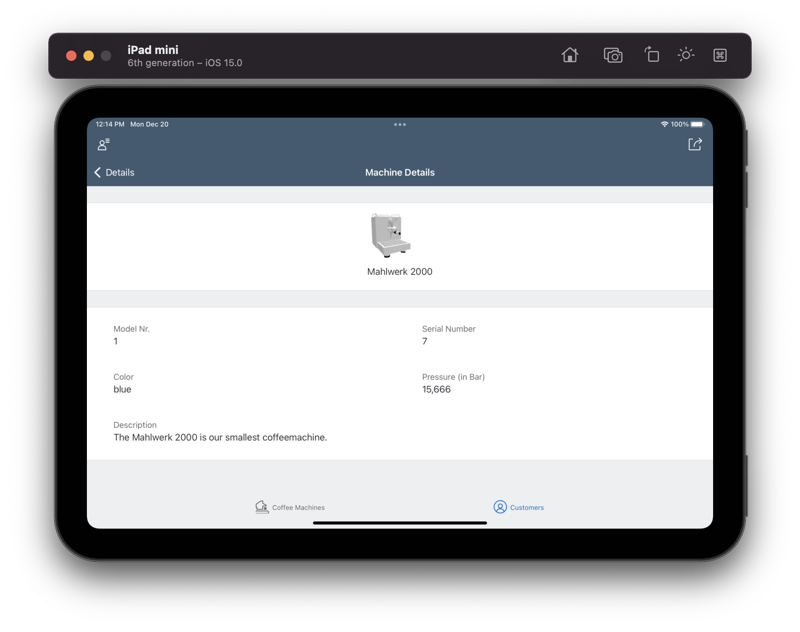 iPad mini
6th generation – iOS 15.0
12:14 PM Mon Dec 20
100%
Details
Machine Details
Mahlwerk 2000
Model Nr.
1
Serial Number
7
Color
blue
Pressure (in Bar)
15,666
Description
The Mahlwerk 2000 is our smallest coffeemachine.
Coffee Machines
Customers